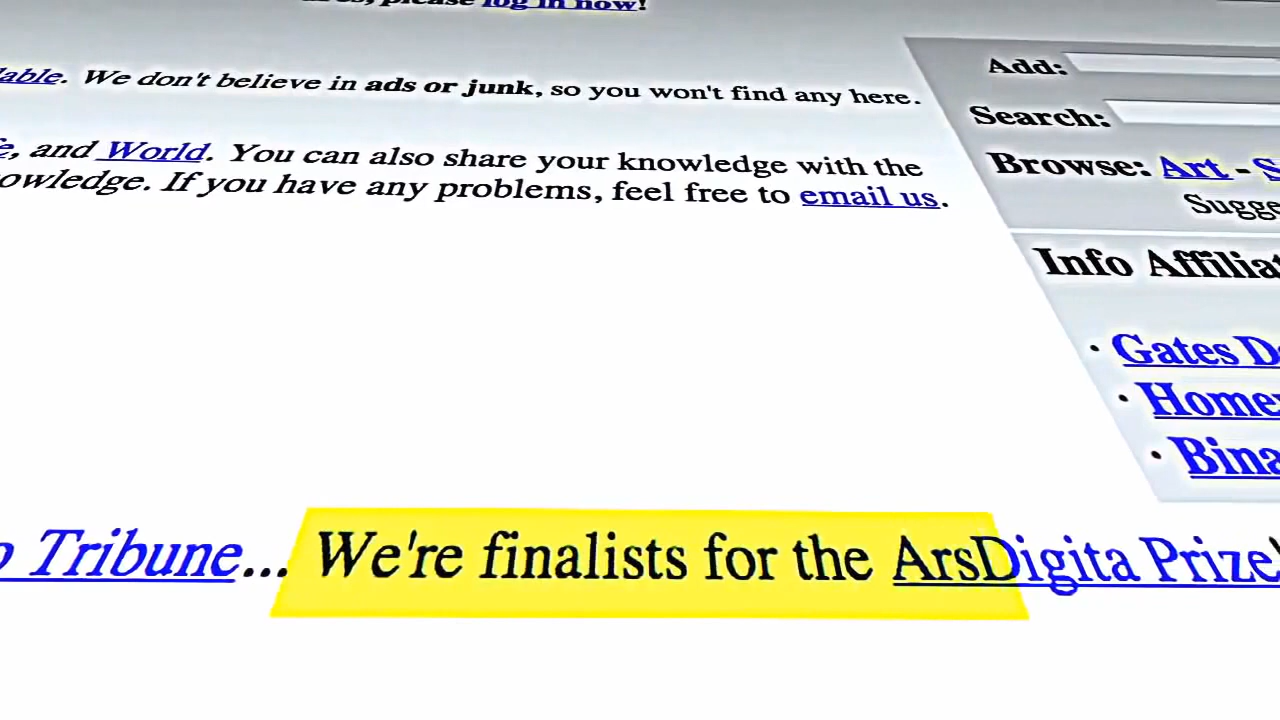 please log in now!
. We don't believe in ads or junk, so you won't find any here.
, and World. You can also share your knowledge with the
owledge. If you have any problems, feel free to email us.
Add:
Search:
Browse: Art - S
Sugge
Info Affiliat
· Gates D
· Home
· Bina
o Tribune... We're finalists for the ArsDigita Prize!